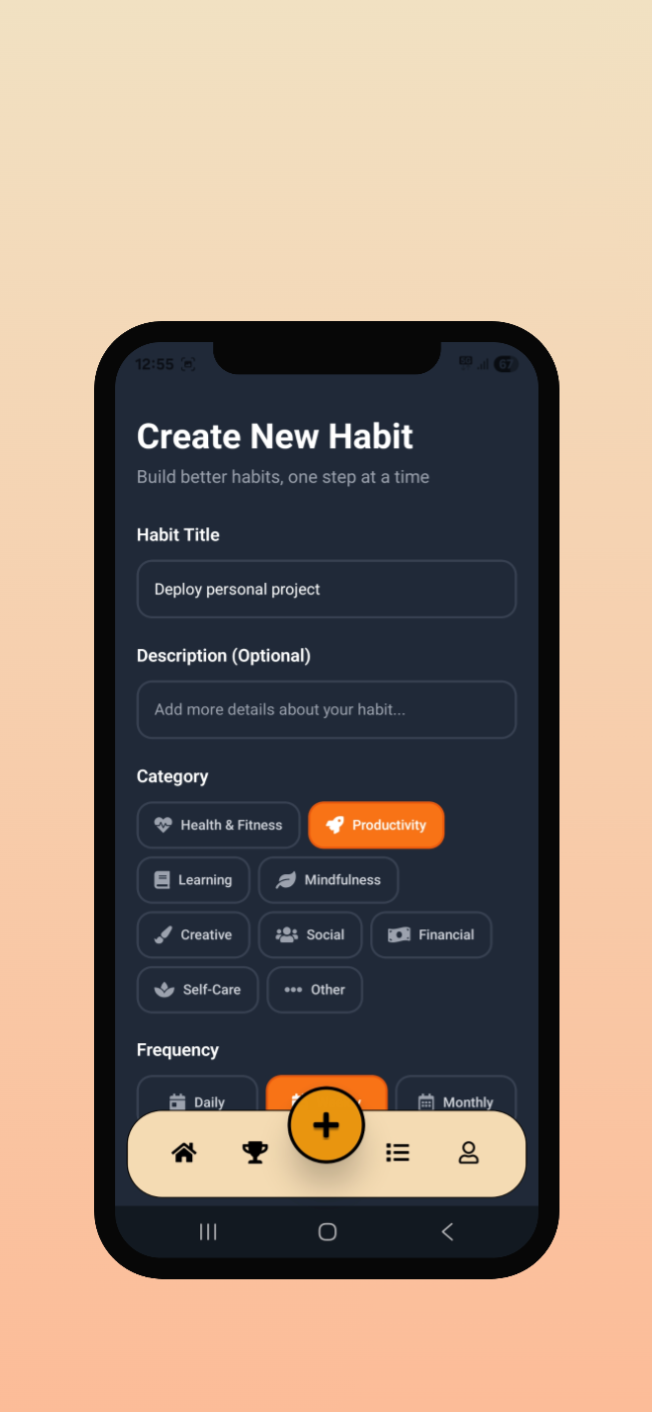 12:55 67
Create New Habit
Build better habits, one step at a time
Habit Title
Deploy personal project
Description (Optional)
Add more details about your habit...
Category
Health & Fitness Productivity
Learning Mindfulness
Creative Social Financial
Self-Care Other
Frequency
Daily Monthly